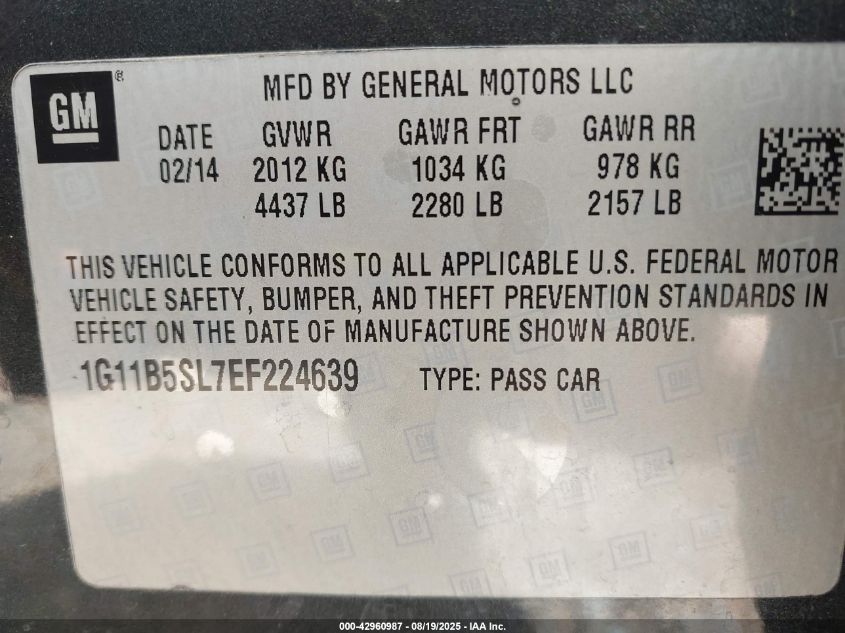 GM ®
MFD BY GENERAL MOTORS LLC
DATE GVWR GAWR FRT GAWR RR
02/14 2012 KG 1034 KG 978 KG
4437 LB 2280 LB 2157 LB
THIS VEHICLE CONFORMS TO ALL APPLICABLE U.S. FEDERAL MOTOR
VEHICLE SAFETY, BUMPER, AND THEFT PREVENTION STANDARDS IN
EFFECT ON THE DATE OF MANUFACTURE SHOWN ABOVE.
1G11B5SL7EF224639 TYPE: PASS CAR
000-42960987 - 08/19/2025 - IAA Inc.